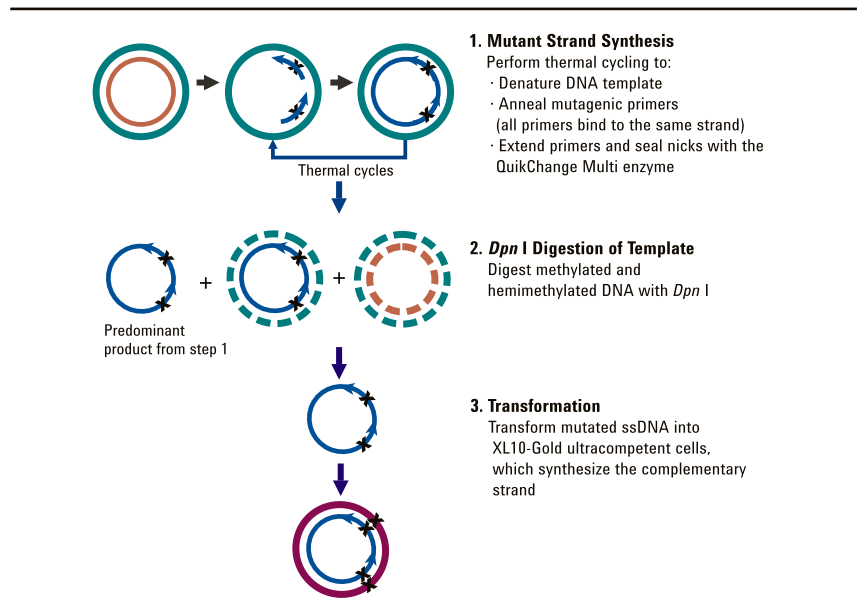 1. Mutant Strand Synthesis
Perform thermal cycling to:
· Denature DNA template
· Anneal mutagenic primers
(all primers bind to the same strand)
· Extend primers and seal nicks with the
QuikChange Multi enzyme
Thermal cycles
2. Dpn I Digestion of Template
Digest methylated and
hemimethylated DNA with Dpn I
+
+
Predominant
product from step 1
3. Transformation
Transform mutated ssDNA into
XL10-Gold ultracompetent cells,
which synthesize the complementary
strand